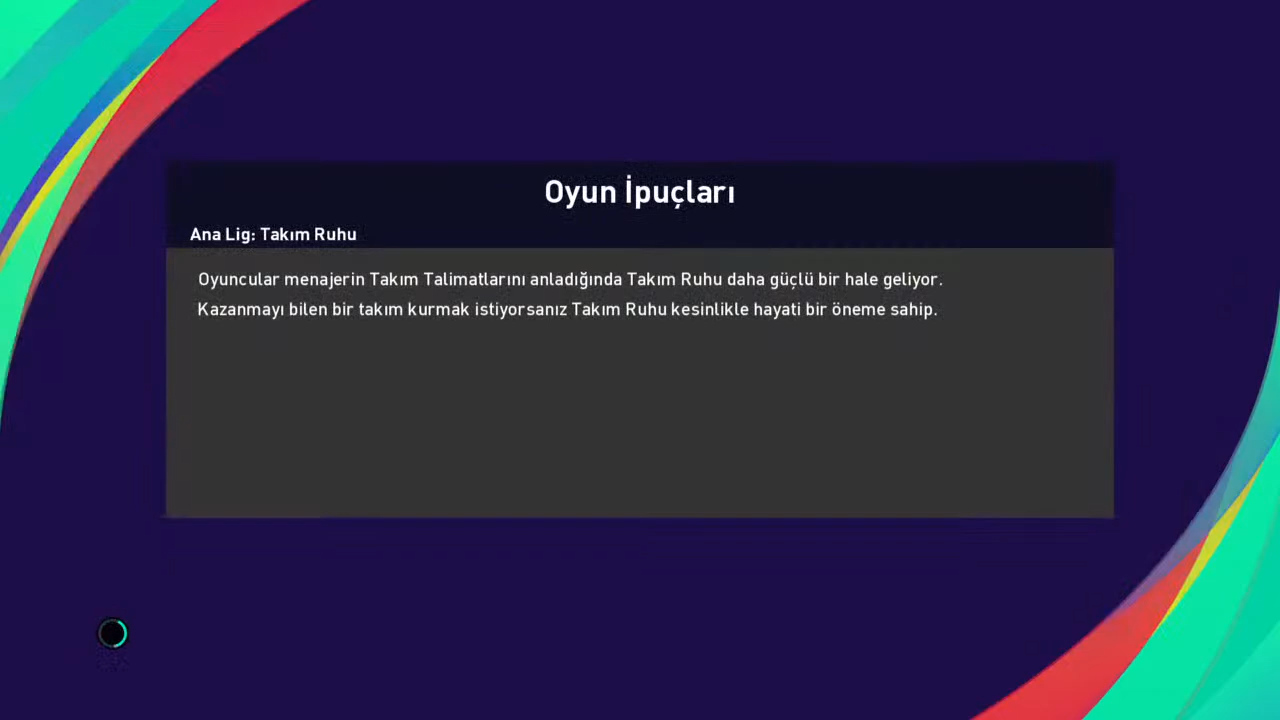 Oyun İpuçları
Ana Lig: Takım Ruhu
Oyuncular menajerin Takım Talimatlarını anladığında Takım Ruhu daha güçlü bir hale geliyor.
Kazanmayı bilen bir takım kurmak istiyorsanız Takım Ruhu kesinlikle hayati bir öneme sahip.